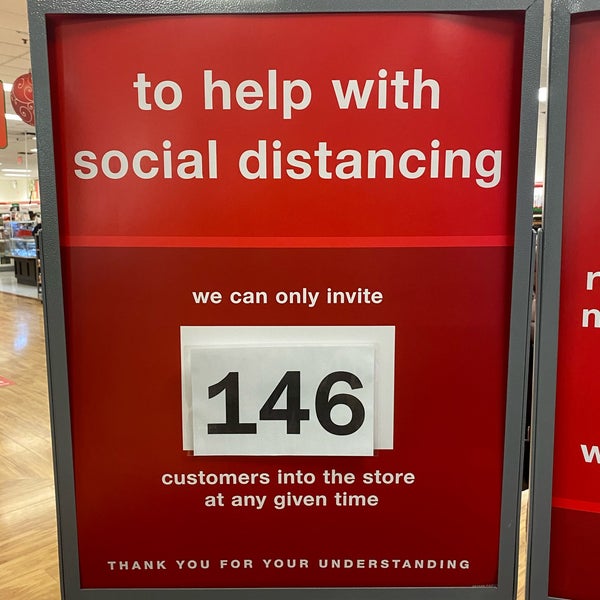 to help with
social distancing
we can only invite
146
customers into the store
at any given time
THANK YOU FOR YOUR UNDERSTANDING